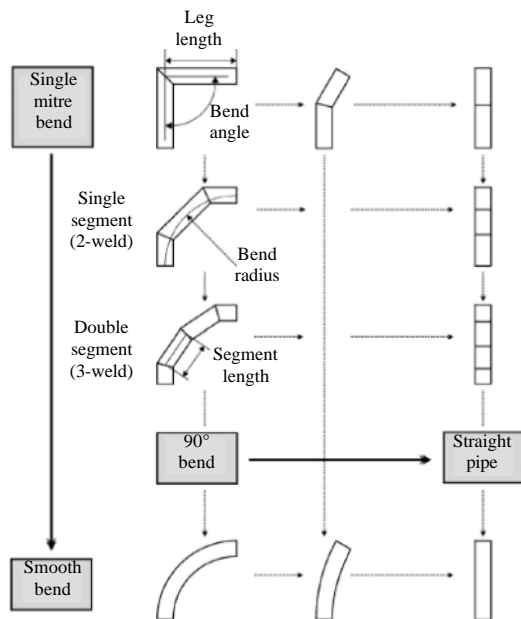 Leg
length
Single
mitre
bend
Bend
angle
Single
segment
(2-weld)
Bend
radius
Double
segment
(3-weld)
Segment
length
90°
bend
Straight
pipe
Smooth
bend